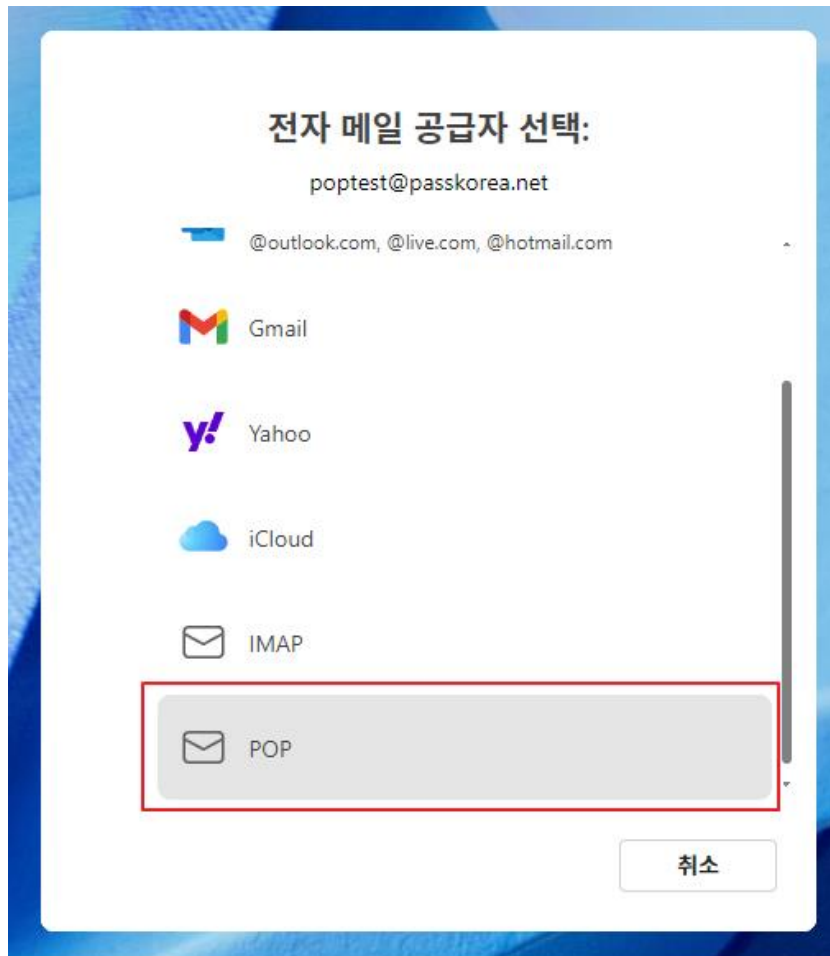 전자 메일 공급자 선택:
poptest@passkorea.net
@outlook.com, @live.com, @hotmail.com
Gmail
Yahoo
iCloud
IMAP
POP
취소